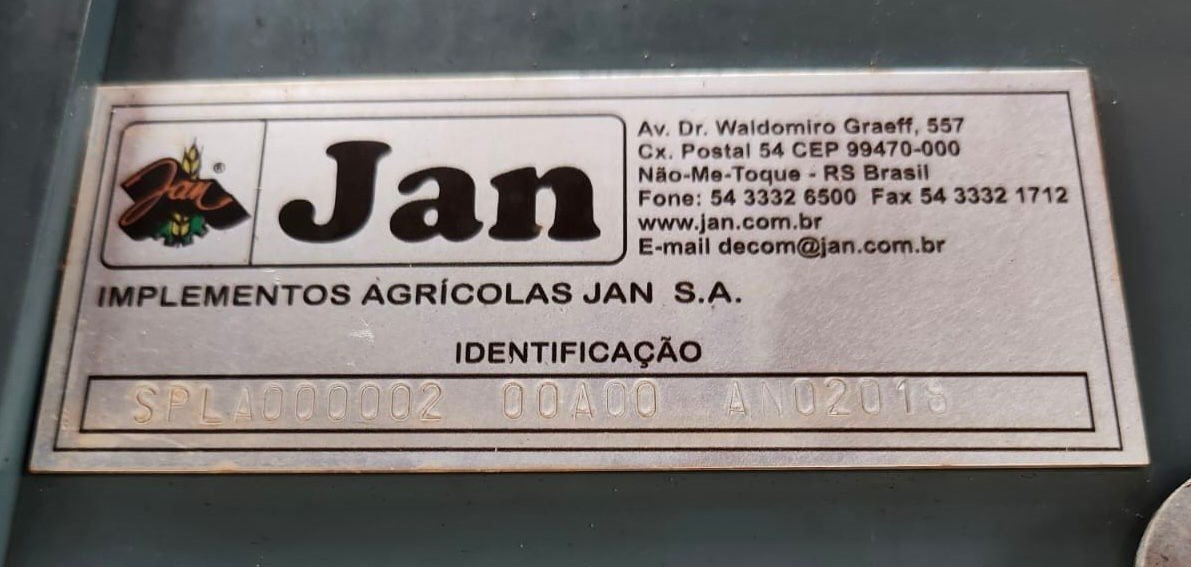 Jan ®
Jan
Av. Dr. Waldomiro Graeff, 557
Cx. Postal 54 CEP 99470-000
Não-Me-Toque - RS Brasil
Fone: 54 3332 6500 Fax 54 3332 1712
www.jan.com.br
E-mail decom@jan.com.br
IMPLEMENTOS AGRÍCOLAS JAN S.A.
IDENTIFICAÇÃO
SPLA000002 00A00